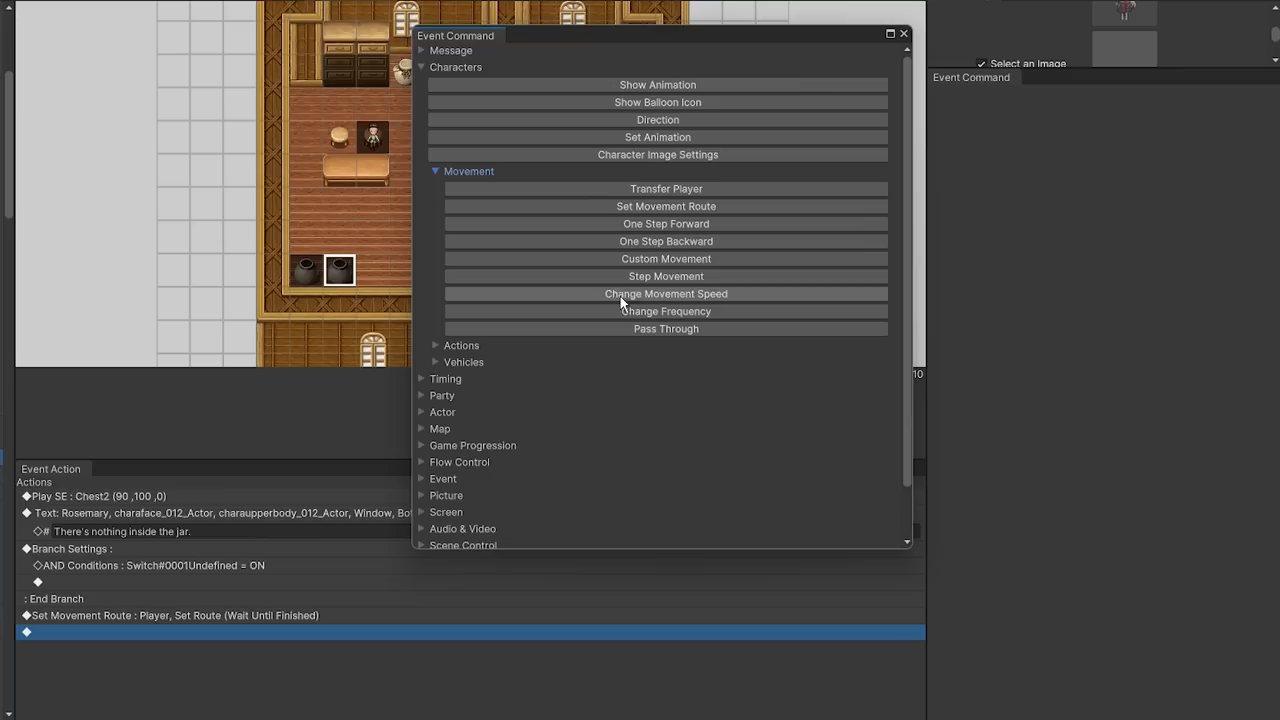 Event Command
Message
Characters
Show Animation
Show Balloon Icon
Direction
Set Animation
Character Image Settings
Movement
Transfer Player
Set Movement Route
One Step Forward
One Step Backward
Custom Movement
Step Movement
Change Movement Speed
Change Frequency
Pass Through
Actions
Vehicles
Timing
Party
Actor
Map
Game Progression
Flow Control
Event
Picture
Screen
Audio & Video
Scene Control
Select an Image
Event Command
10
Event Action
Actions
◆Play SE : Chest2 (90 ,100 ,0)
◆ Text: Rosemary, characface_012_Actor, charaupperbody_012_Actor, Window, Bo
◇# There's nothing inside the jar.
◆Branch Settings :
◇AND Conditions : Switch#0001Undefined = ON
◆
: End Branch
◆Set Movement Route : Player, Set Route (Wait Until Finished)
◆